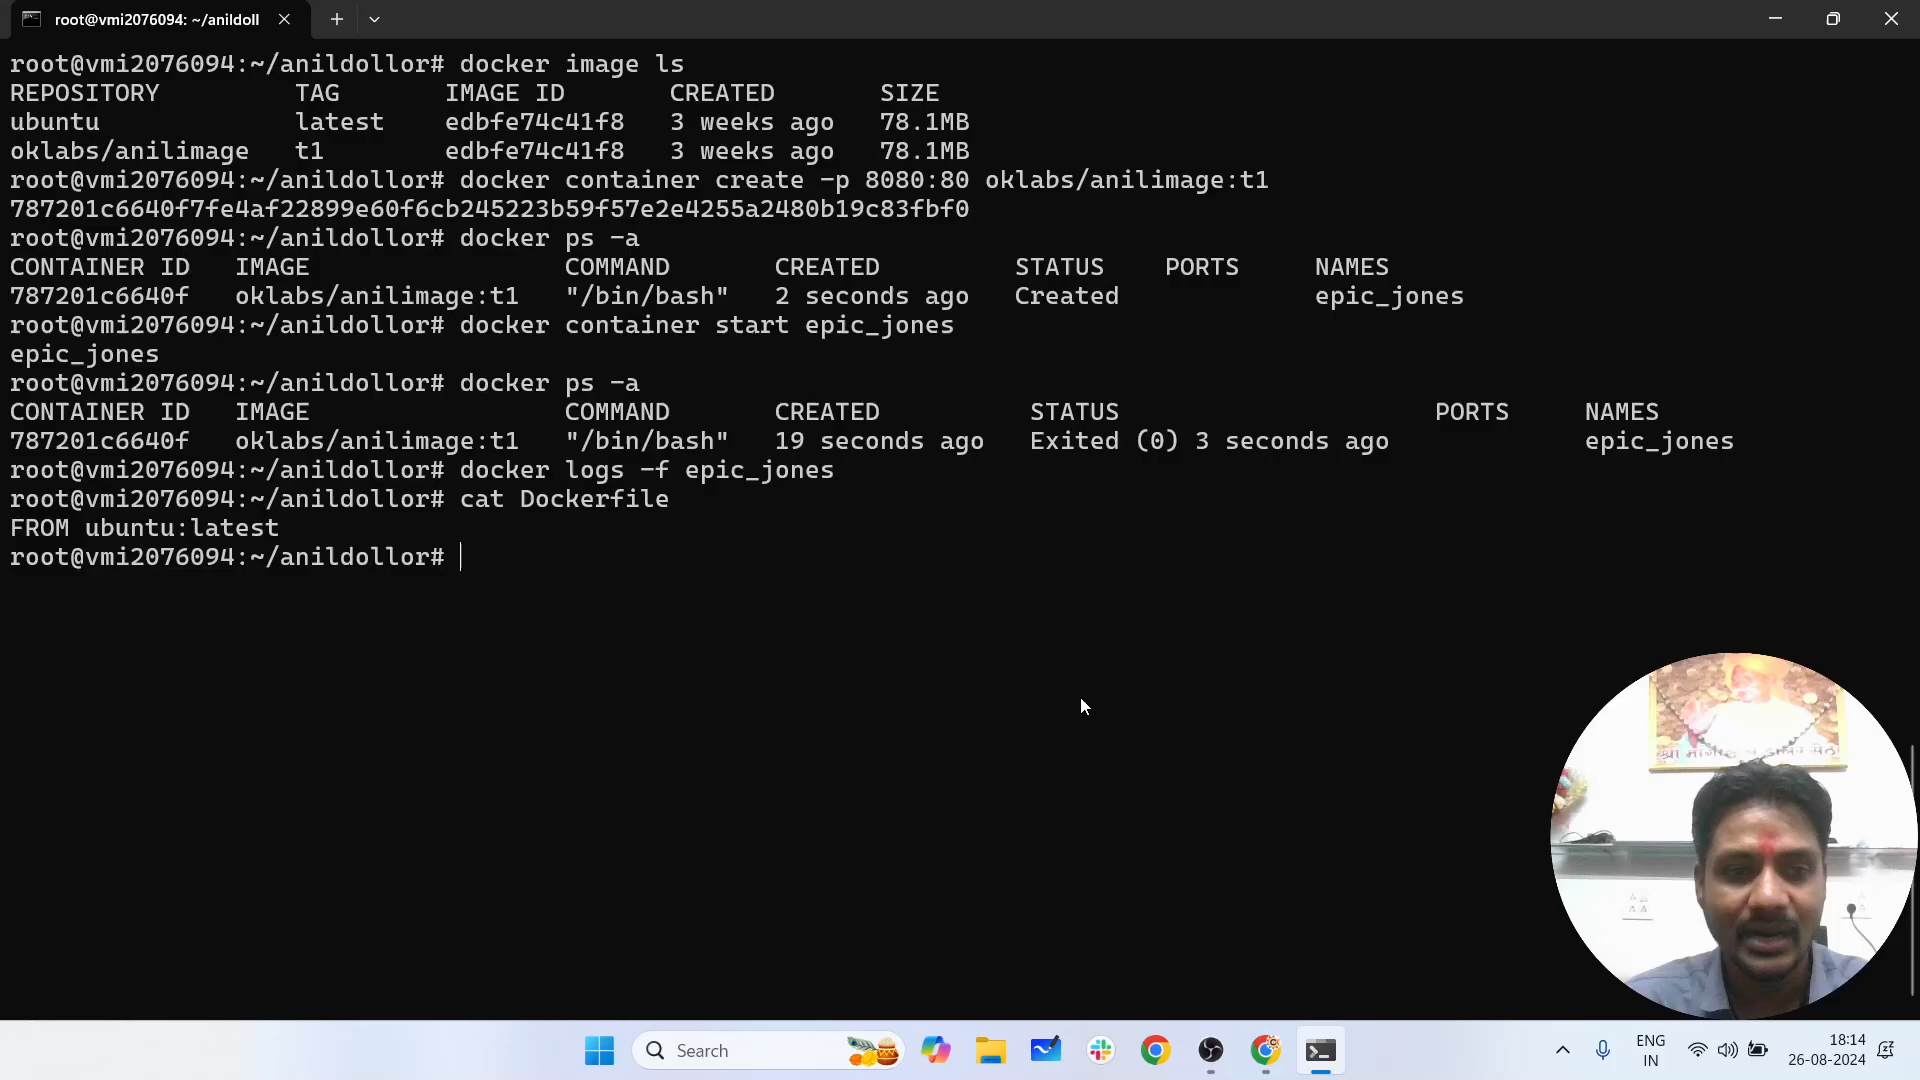 root@vmi2076094: ~/anildoll
root@vmi2076094:~/anildollor# docker image ls
REPOSITORY TAG IMAGE ID CREATED SIZE
ubuntu latest edbfe74c41f8 3 weeks ago 78.1MB
oklabs/anilimage t1 edbfe74c41f8 3 weeks ago 78.1MB
root@vmi2076094:~/anildollor# docker container create -p 8080:80 oklabs/anilimage:t1
787201c6640f7fe4af22899e60f6cb245223b59f57e2e4255a2480b19c83fbf0
root@vmi2076094:~/anildollor# docker ps -a
CONTAINER ID IMAGE COMMAND CREATED STATUS PORTS NAMES
787201c6640f oklabs/anilimage:t1 "/bin/bash" 2 seconds ago Created epic_jones
root@vmi2076094:~/anildollor# docker container start epic_jones
epic_jones
root@vmi2076094:~/anildollor# docker ps -a
CONTAINER ID IMAGE COMMAND CREATED STATUS PORTS NAMES
787201c6640f oklabs/anilimage:t1 "/bin/bash" 19 seconds ago Exited (0) 3 seconds ago epic_jones
root@vmi2076094:~/anildollor# docker logs -f epic_jones
root@vmi2076094:~/anildollor# cat Dockerfile
FROM ubuntu:latest
root@vmi2076094:~/anildollor#
Search
ENG
IN
18:14
26-08-2024